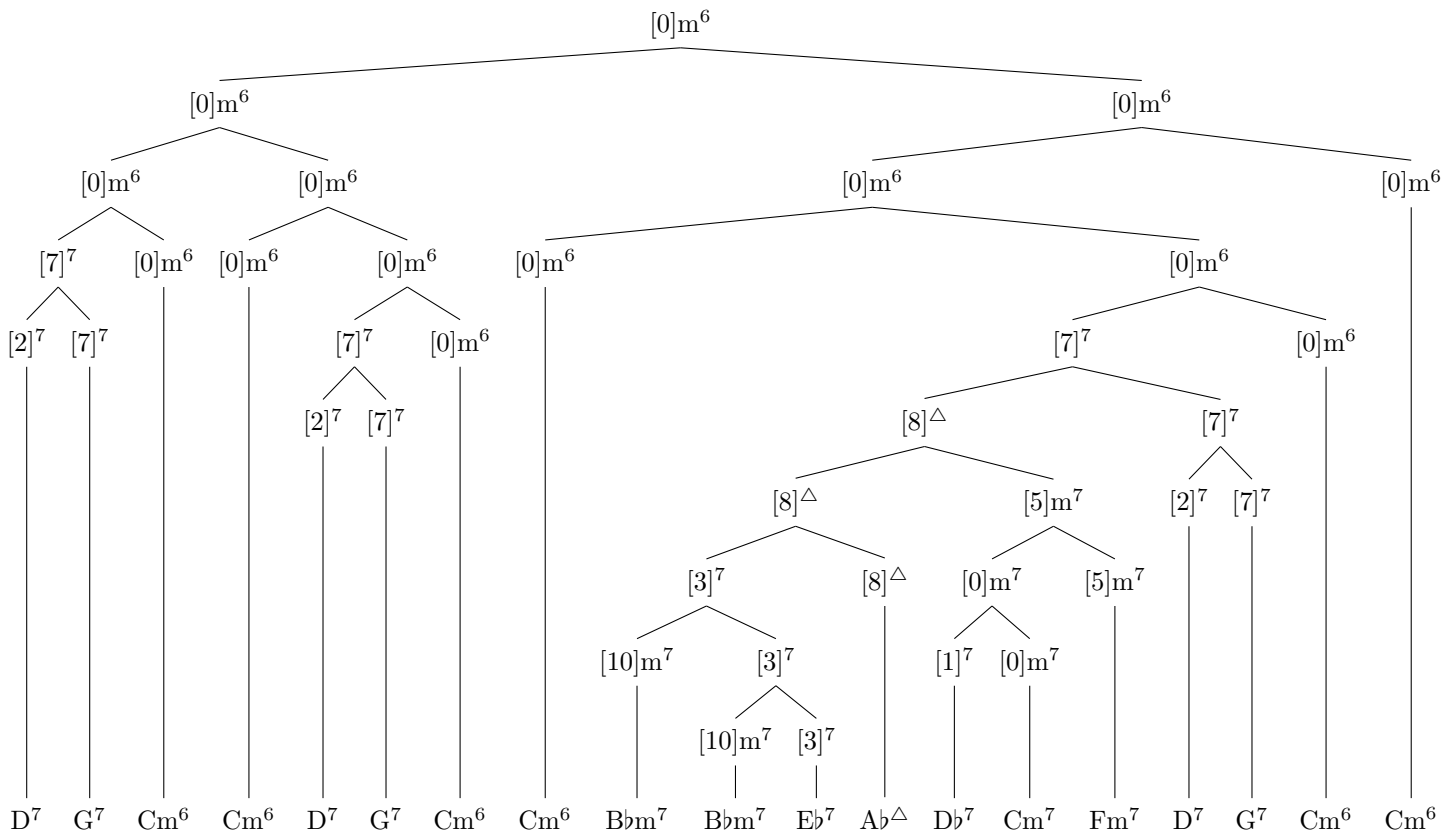 [0]m⁶
[0]m⁶ [0]m⁶
[0]m⁶ [0]m⁶ [0]m⁶ [0]m⁶
[7]⁷ [0]m⁶ [0]m⁶ [0]m⁶ [0]m⁶ [0]m⁶
[2]⁷ [7]⁷ [7]⁷ [0]m⁶ [7]⁷ [0]m⁶
[2]⁷ [7]⁷ [8]△ [7]⁷
[8]△ [5]m⁷ [2]⁷ [7]⁷
[3]⁷ [8]△ [0]m⁷ [5]m⁷
[10]m⁷ [3]⁷ [1]⁷ [0]m⁷
[10]m⁷ [3]⁷
D⁷ G⁷ Cm⁶ Cm⁶ D⁷ G⁷ Cm⁶ Cm⁶ B♭m⁷ B♭m⁷ E♭⁷ A♭△ D♭⁷ Cm⁷ Fm⁷ D⁷ G⁷ Cm⁶ Cm⁶